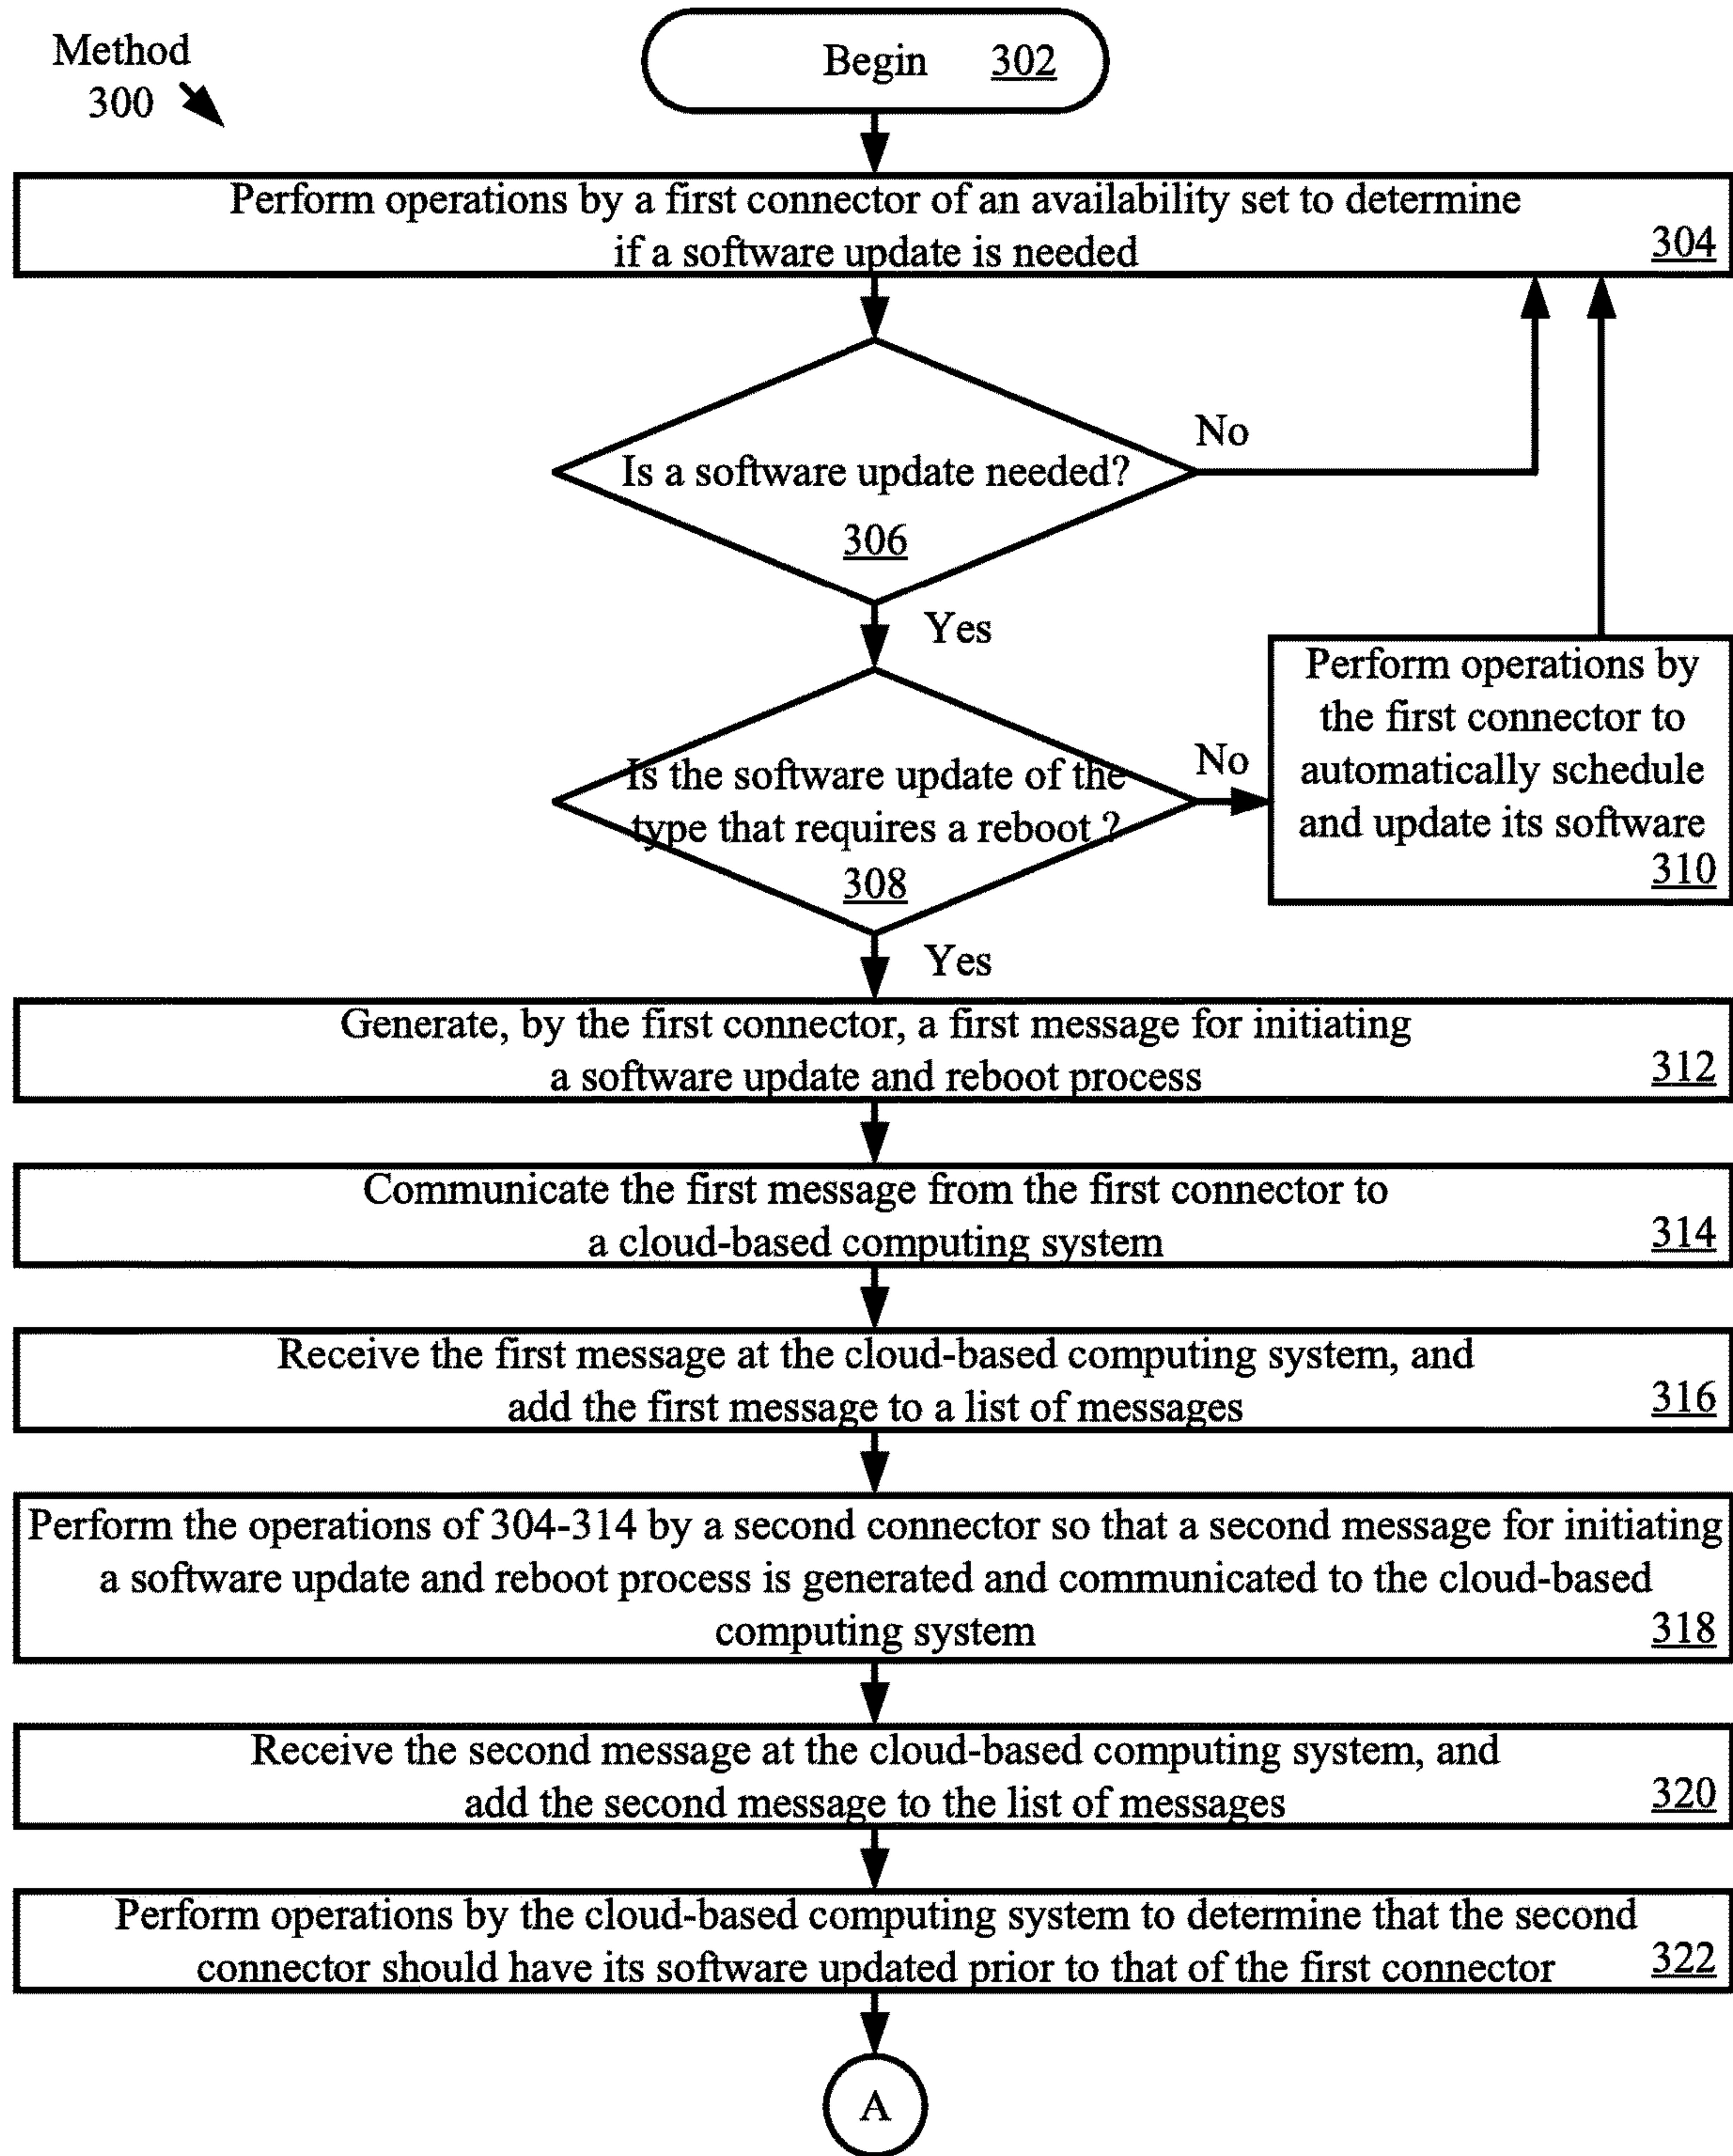 Method
300
Begin 302
Perform operations by a first connector of an availability set to determine
if a software update is needed 304
No
Is a software update needed?
306
Yes
Perform operations by
the first connector to
automatically schedule
and update its software
310
No
Is the software update of the
type that requires a reboot ?
308
Yes
Generate, by the first connector, a first message for initiating
a software update and reboot process 312
Communicate the first message from the first connector to
a cloud-based computing system 314
Receive the first message at the cloud-based computing system, and
add the first message to a list of messages 316
Perform the operations of 304-314 by a second connector so that a second message for initiating
a software update and reboot process is generated and communicated to the cloud-based
computing system 318
Receive the second message at the cloud-based computing system, and
add the second message to the list of messages 320
Perform operations by the cloud-based computing system to determine that the second
connector should have its software updated prior to that of the first connector 322
A